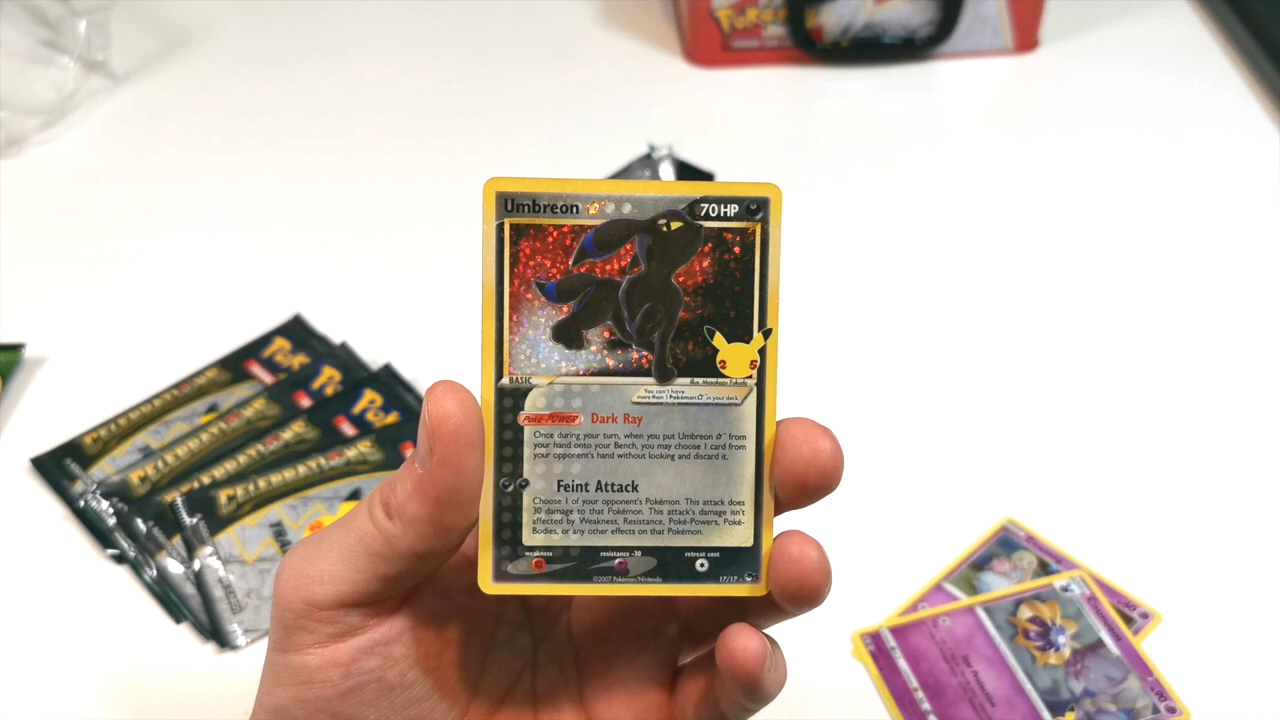 Pokémon
Umbreon ☆
70 HP
25
BASIC
Illus. Masakazu Fukuda
You can't have
more than 1 Pokémon ☆ in your deck.
Poké-POWER Dark Ray
Once during your turn, when you put Umbreon ☆ from
your hand onto your Bench, you may choose 1 card from
your opponent's hand without looking and discard it.
Feint Attack
Choose 1 of your opponent's Pokémon. This attack does
30 damage to that Pokémon. This attack's damage isn't
affected by Weakness, Resistance, Poké-Powers, Poké-
Bodies, or any other effects on that Pokémon.
weakness resistance -30 retreat cost
©2007 Pokémon/Nintendo 17/17
CELEBRATIONS
CELEBRATIONS
CELEBRATIONS
CELEBRATIONS
Star Protection
90